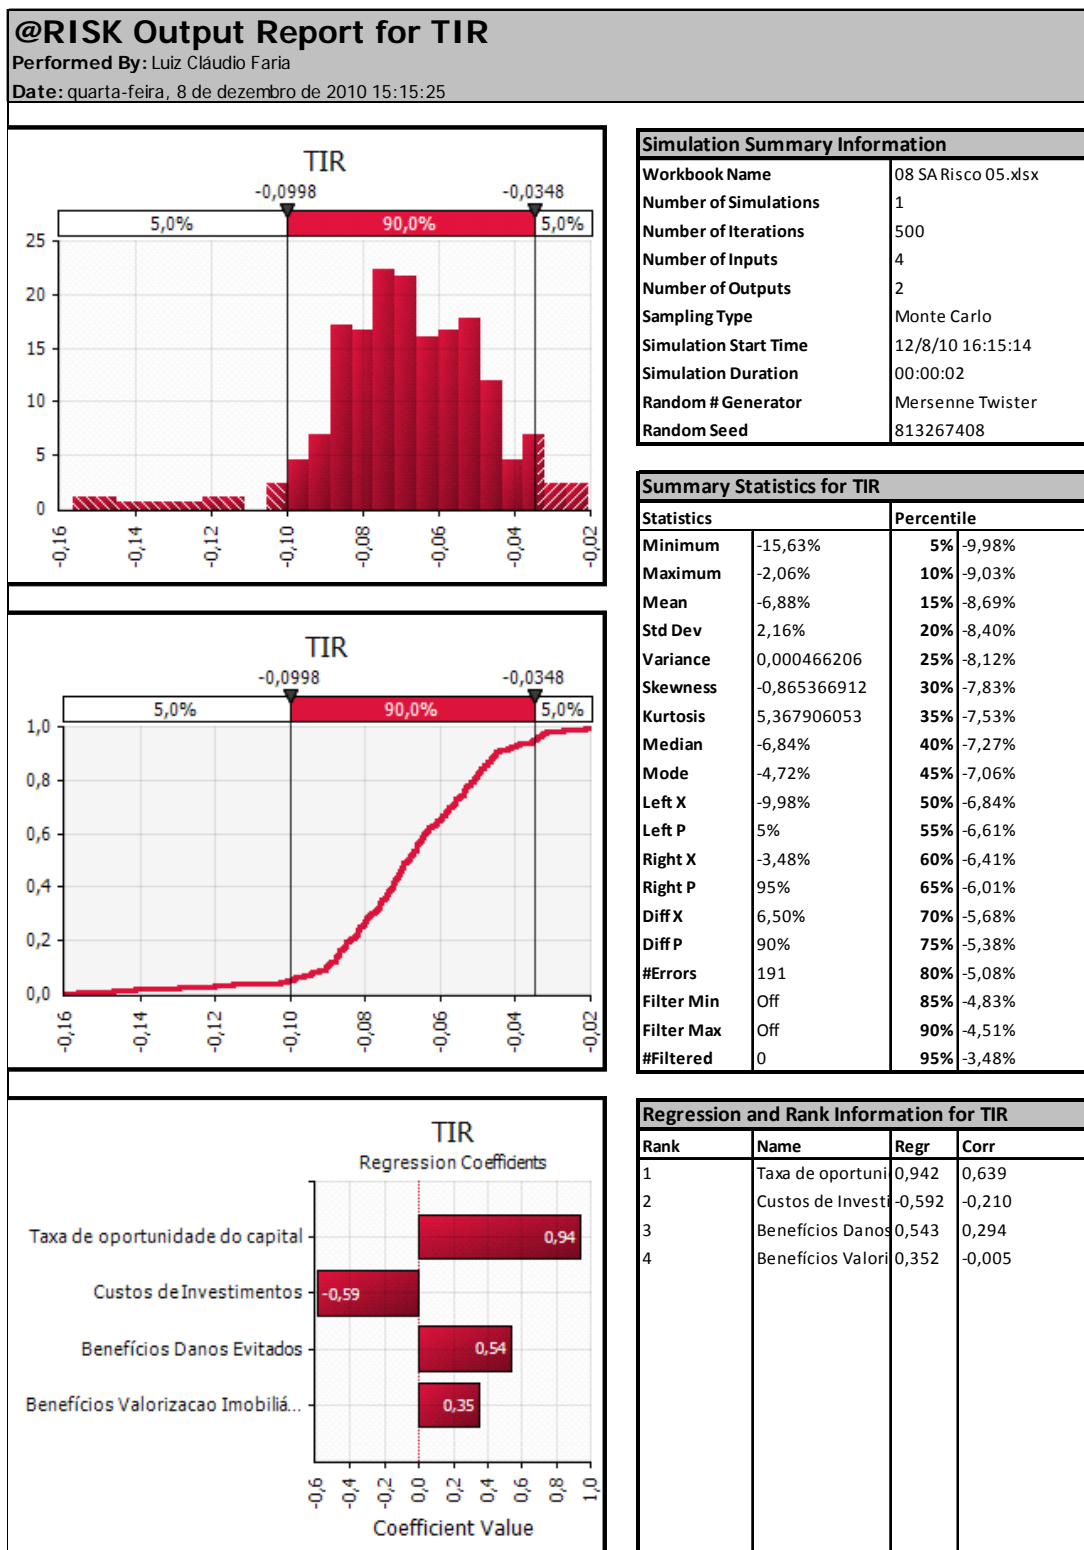 @RISK Output Report for TIR
Performed By: Luiz Cláudio Faria
Date: quarta-feira, 8 de dezembro de 2010 15:15:25
TIR
-0,0998 -0,0348
5,0% 90,0% 5,0%
25
20
15
10
5
0
-0,16 -0,14 -0,12 -0,10 -0,08 -0,06 -0,04 -0,02
TIR
-0,0998 -0,0348
5,0% 90,0% 5,0%
1,0
0,8
0,6
0,4
0,2
0,0
-0,16 -0,14 -0,12 -0,10 -0,08 -0,06 -0,04 -0,02
TIR
Regression Coefficients
Taxa de oportunidade do capital 0,94
Custos de Investimentos -0,59
Benefícios Danos Evitados 0,54
Benefícios Valorizacao Imobiliá... 0,35
-0,6 -0,4 -0,2 0,0 0,2 0,4 0,6 0,8 1,0
Coefficient Value
Simulation Summary Information
Workbook Name 08 SA Risco 05.xlsx
Number of Simulations 1
Number of Iterations 500
Number of Inputs 4
Number of Outputs 2
Sampling Type Monte Carlo
Simulation Start Time 12/8/10 16:15:14
Simulation Duration 00:00:02
Random # Generator Mersenne Twister
Random Seed 813267408
Summary Statistics for TIR
Statistics Percentile
Minimum -15,63% 5% -9,98%
Maximum -2,06% 10% -9,03%
Mean -6,88% 15% -8,69%
Std Dev 2,16% 20% -8,40%
Variance 0,000466206 25% -8,12%
Skewness -0,865366912 30% -7,83%
Kurtosis 5,367906053 35% -7,53%
Median -6,84% 40% -7,27%
Mode -4,72% 45% -7,06%
Left X -9,98% 50% -6,84%
Left P 5% 55% -6,61%
Right X -3,48% 60% -6,41%
Right P 95% 65% -6,01%
Diff X 6,50% 70% -5,68%
Diff P 90% 75% -5,38%
#Errors 191 80% -5,08%
Filter Min Off 85% -4,83%
Filter Max Off 90% -4,51%
#Filtered 0 95% -3,48%
Regression and Rank Information for TIR
Rank Name Regr Corr
1 Taxa de oportuni 0,942 0,639
2 Custos de Investi -0,592 -0,210
3 Benefícios Danos 0,543 0,294
4 Benefícios Valori 0,352 -0,005